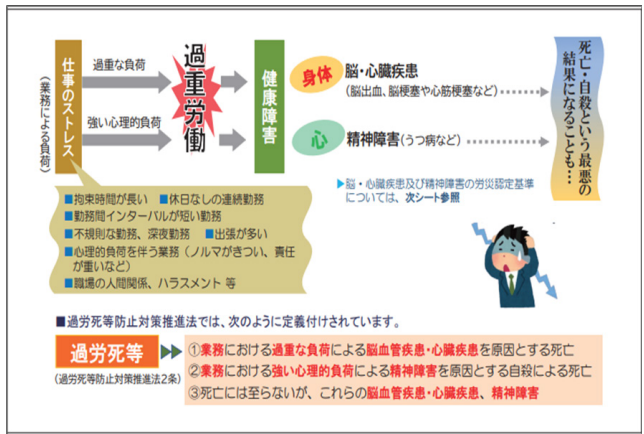 仕事のストレス
(業務による負荷)
過重な負荷
強い心理的負荷
過重労働
健康障害
身体
脳・心臓疾患
(脳出血、脳梗塞や心筋梗塞など)
心
精神障害(うつ病など)
死亡・自殺という最悪の
結果になることも…
▶脳・心臓疾患及び精神障害の労災認定基準
については、次シート参照
■拘束時間が長い ■休日なしの連続勤務
■勤務間インターバルが短い勤務
■不規則な勤務、深夜勤務 ■出張が多い
■心理的負荷を伴う業務(ノルマがきつい、責任
が重いなど)
■職場の人間関係、ハラスメント 等
■過労死等防止対策推進法では、次のように定義付けされています。
過労死等
(過労死等防止対策推進法2条)
①業務における過重な負荷による脳血管疾患・心臓疾患を原因とする死亡
②業務における強い心理的負荷による精神障害を原因とする自殺による死亡
③死亡には至らないが、これらの脳血管疾患・心臓疾患、精神障害